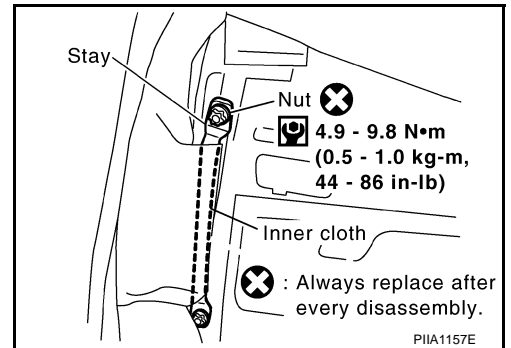 Stay
Nut
4.9 - 9.8 N•m
(0.5 - 1.0 kg-m,
44 - 86 in-lb)
Inner cloth
: Always replace after
every disassembly.
PIIA1157E